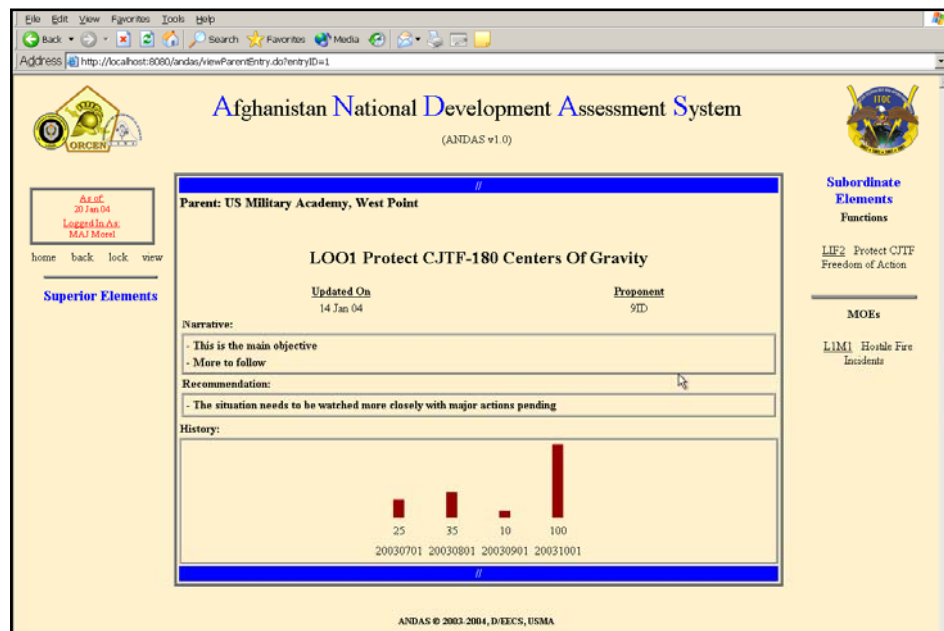 File Edit View Favorites Tools Help
Back Search Favorites Media
Address http://localhost:8080/andas/viewParentEntry.do?entryID=1
Afghanistan National Development Assessment System
(ANDAS v1.0)
ORCEN
ITOC
As of:
20 Jan 04
Logged In As:
MAJ Morel
home back lock view
Superior Elements
//
Parent: US Military Academy, West Point
LOO1 Protect CJTF-180 Centers Of Gravity
Updated On Proponent
14 Jan 04 9ID
Narrative:
- This is the main objective
- More to follow
Recommendation:
- The situation needs to be watched more closely with major actions pending
History:
25 35 10 100
20030701 20030801 20030901 20031001
//
Subordinate
Elements
Functions
LIF2 Protect CJTF
Freedom of Action
MOEs
L1M1 Hostile Fire
Incidents
ANDAS © 2003-2004, D/EECS, USMA